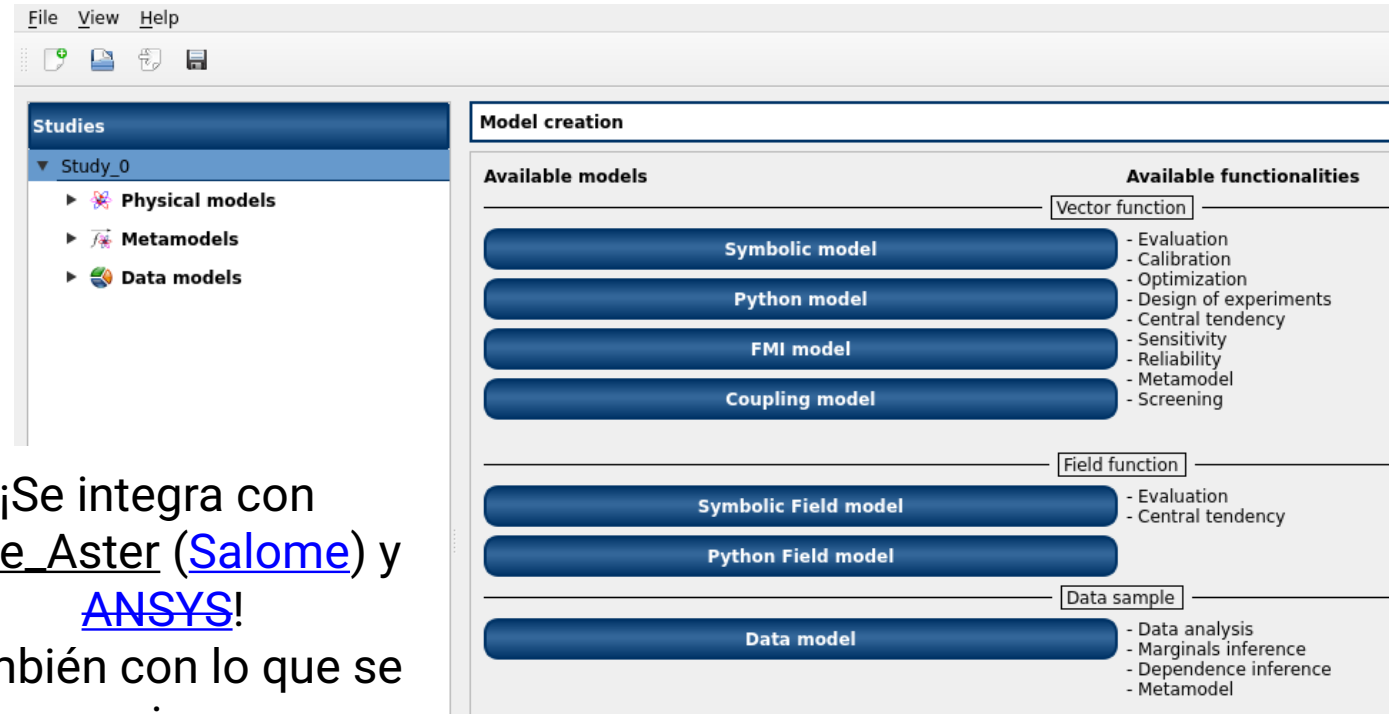 File View Help
Studies
Study_0
Physical models
Metamodels
Data models
Model creation
Available models
Available functionalities
Vector function
Symbolic model
Python model
FMI model
Coupling model
- Evaluation
- Calibration
- Optimization
- Design of experiments
- Central tendency
- Sensitivity
- Reliability
- Metamodel
- Screening
Field function
Symbolic Field model
Python Field model
- Evaluation
- Central tendency
Data sample
Data model
- Data analysis
- Marginals inference
- Dependence inference
- Metamodel
¡Se integra con
e_Aster (Salome) y
ANSYS!
mbién con lo que se